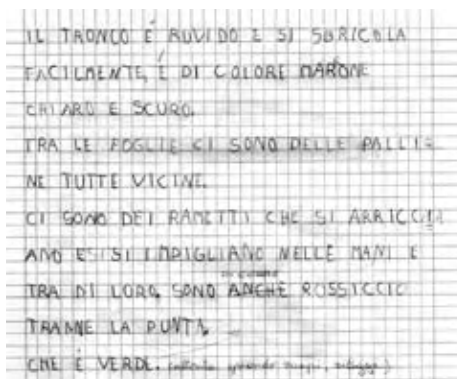 IL TRONCO É RUVIDO E SI SBRICOLA
FACILMENTE, É DI COLORE MARONE
CHIARO E SCURO.
TRA LE FOGLIE CI SONO DELLE PALLI=
NE TUTTE VICINE.
CI SONO DEI RAMETTI CHE SI ARRICCI
ANO E SI IMPIGLIANO NELLE MANI E
TRA DI LORO, SONO ANCHE ROSSICCIO
TRANNE LA PUNTA,
CHE É VERDE.